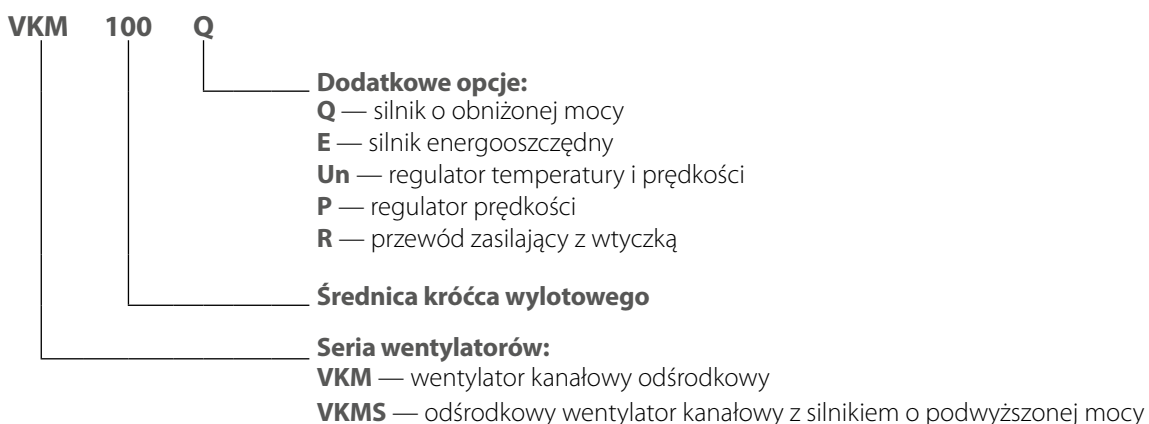 VKM 100 Q
Dodatkowe opcje:
Q — silnik o obniżonej mocy
E — silnik energooszczędny
Un — regulator temperatury i prędkości
P — regulator prędkości
R — przewód zasilający z wtyczką
Średnica króćca wylotowego
Seria wentylatorów:
VKM — wentylator kanałowy odśrodkowy
VKMS — odśrodkowy wentylator kanałowy z silnikiem o podwyższonej mocy